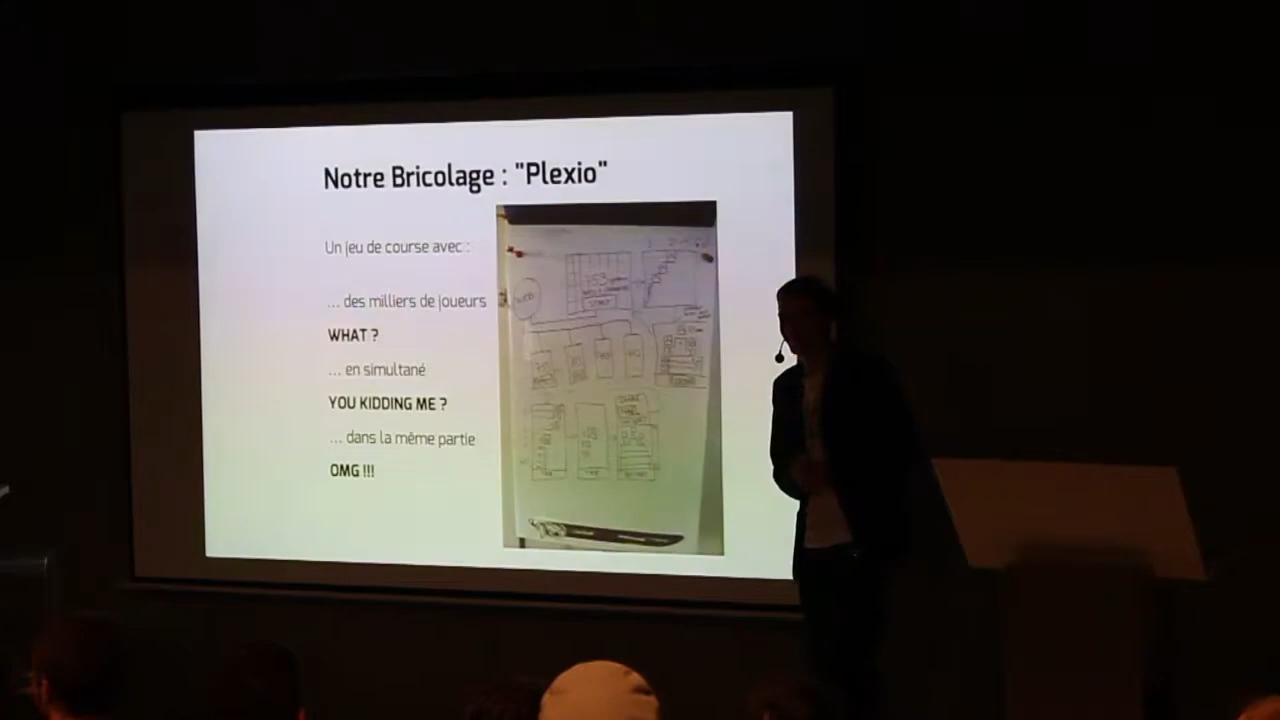 Notre Bricolage : "Plexio"
Un jeu de course avec :
... des milliers de joueurs
WHAT ?
... en simultané
YOU KIDDING ME ?
... dans la même partie
OMG !!!